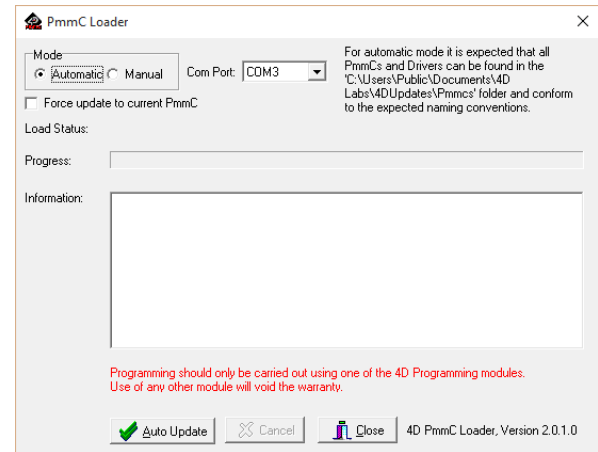 PmmC Loader
Mode
Automatic Manual
Com Port: COM3
For automatic mode it is expected that all
PmmCs and Drivers can be found in the
'C:\Users\Public\Documents\4D
Labs\4DUpdates\Pmmcs' folder and conform
to the expected naming conventions.
Force update to current PmmC
Load Status:
Progress:
Information:
Programming should only be carried out using one of the 4D Programming modules.
Use of any other module will void the warranty.
Auto Update
Cancel
Close
4D PmmC Loader, Version 2.0.1.0